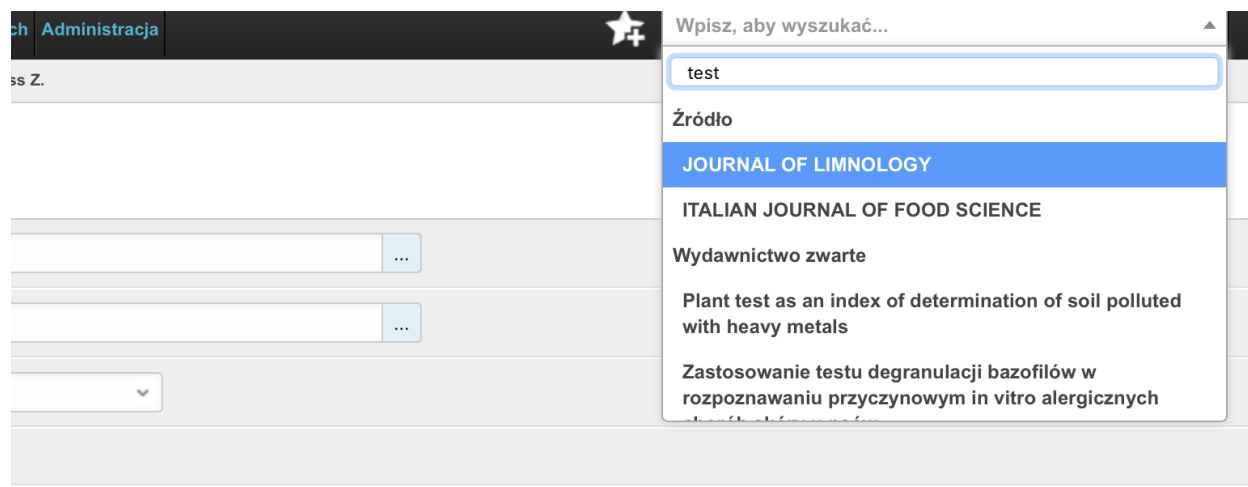 ch Administracja
Wpisz, aby wyszukać...
ss Z.
test
Źródło
JOURNAL OF LIMNOLOGY
ITALIAN JOURNAL OF FOOD SCIENCE
...
Wydawnictwo zwarte
Plant test as an index of determination of soil polluted
with heavy metals
...
Zastosowanie testu degranulacji bazofilów w
rozpoznawaniu przyczynowym in vitro alergicznych